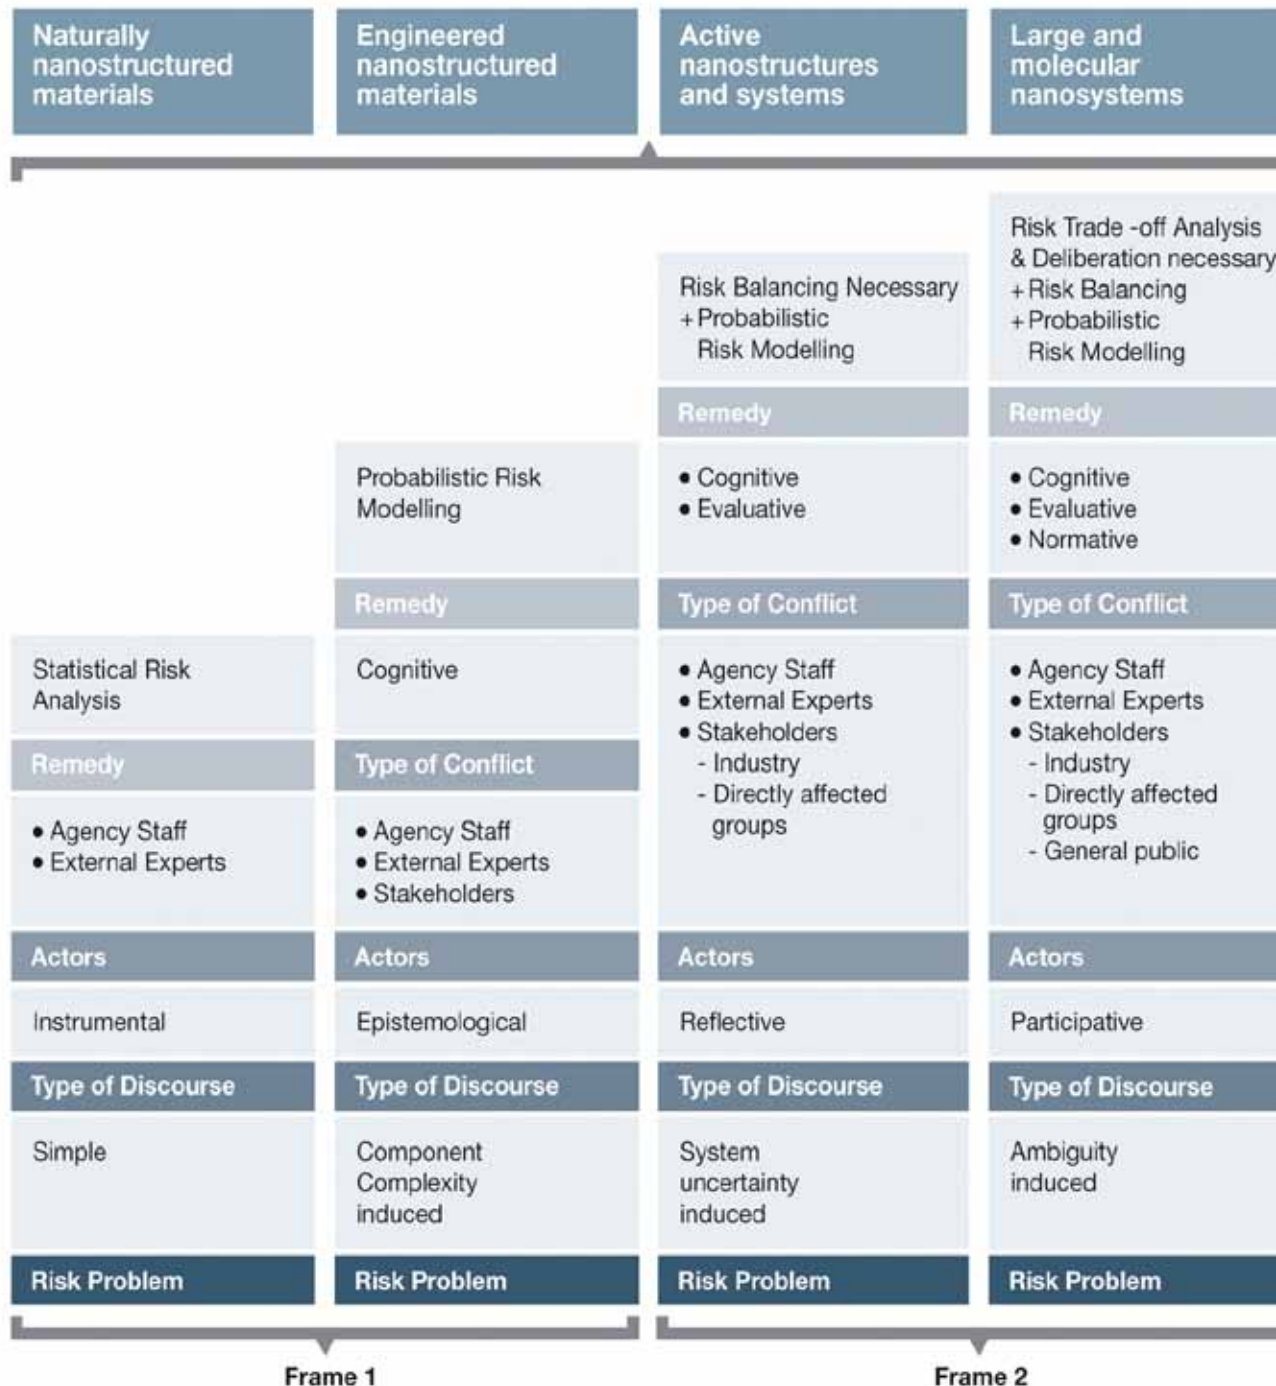 Naturally
nanostructured
materials
Engineered
nanostructured
materials
Active
nanostructures
and systems
Large and
molecular
nanosystems
Statistical Risk
Analysis
Remedy
• Agency Staff
• External Experts
Actors
Instrumental
Type of Discourse
Simple
Risk Problem
Probabilistic Risk
Modelling
Remedy
Cognitive
Type of Conflict
• Agency Staff
• External Experts
• Stakeholders
Actors
Epistemological
Type of Discourse
Component
Complexity
induced
Risk Problem
Risk Balancing Necessary
+ Probabilistic
Risk Modelling
Remedy
• Cognitive
• Evaluative
Type of Conflict
• Agency Staff
• External Experts
• Stakeholders
- Industry
- Directly affected
groups
Actors
Reflective
Type of Discourse
System
uncertainty
induced
Risk Problem
Risk Trade -off Analysis
& Deliberation necessary
+ Risk Balancing
+ Probabilistic
Risk Modelling
Remedy
• Cognitive
• Evaluative
• Normative
Type of Conflict
• Agency Staff
• External Experts
• Stakeholders
- Industry
- Directly affected
groups
- General public
Actors
Participative
Type of Discourse
Ambiguity
induced
Risk Problem
Frame 1
Frame 2